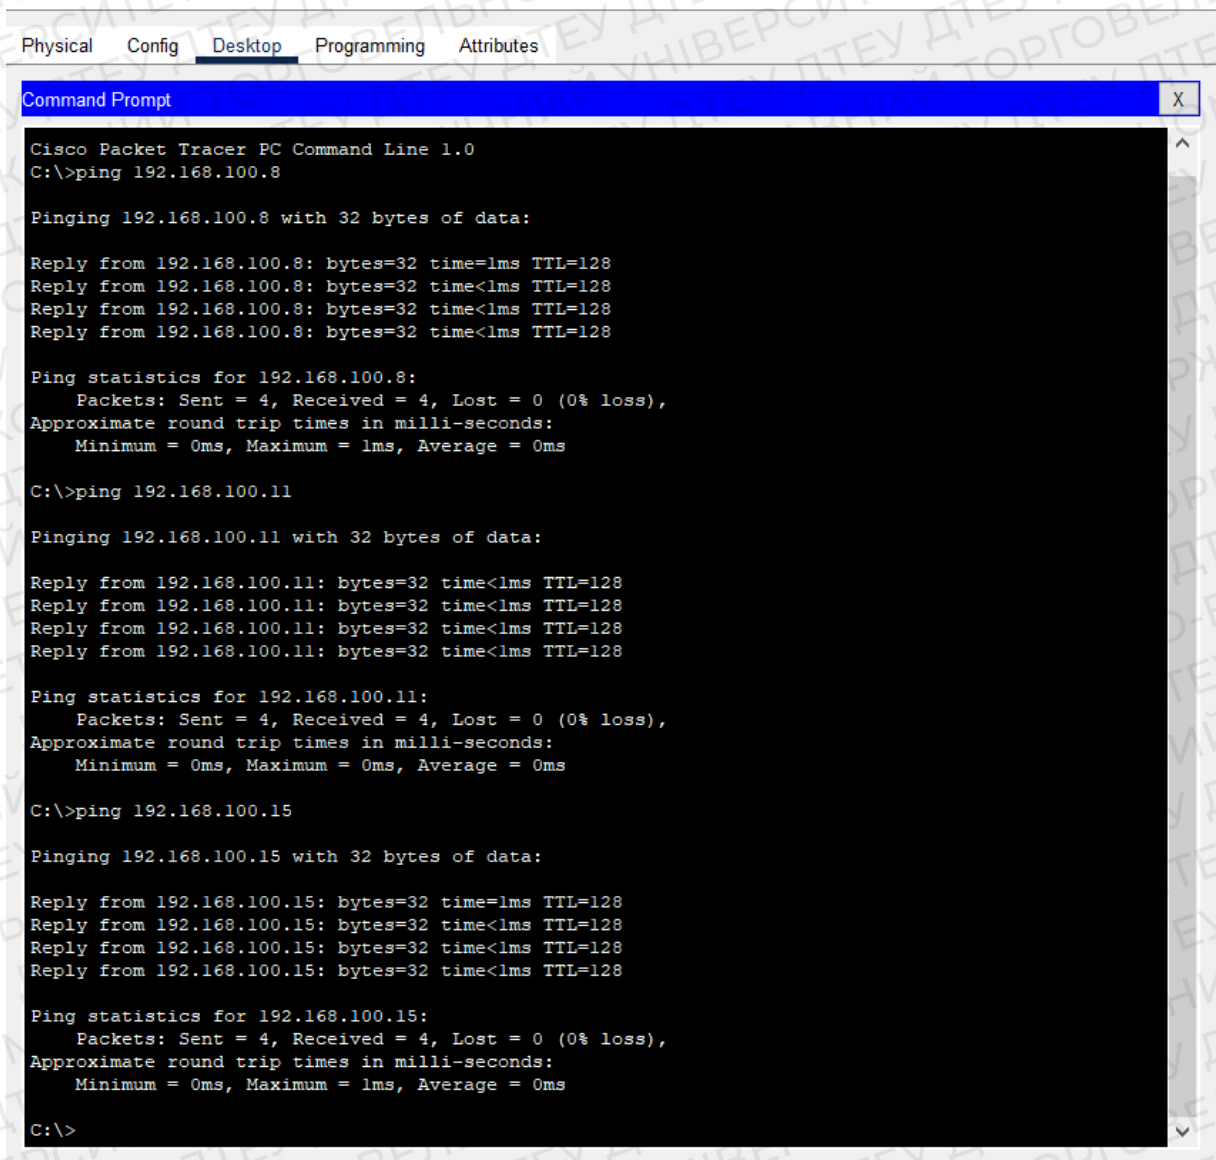 Physical Config Desktop Programming Attributes
Command Prompt X
Cisco Packet Tracer PC Command Line 1.0
C:\>ping 192.168.100.8
Pinging 192.168.100.8 with 32 bytes of data:
Reply from 192.168.100.8: bytes=32 time=1ms TTL=128
Reply from 192.168.100.8: bytes=32 time<1ms TTL=128
Reply from 192.168.100.8: bytes=32 time<1ms TTL=128
Reply from 192.168.100.8: bytes=32 time<1ms TTL=128
Ping statistics for 192.168.100.8:
Packets: Sent = 4, Received = 4, Lost = 0 (0% loss),
Approximate round trip times in milli-seconds:
Minimum = 0ms, Maximum = 1ms, Average = 0ms
C:\>ping 192.168.100.11
Pinging 192.168.100.11 with 32 bytes of data:
Reply from 192.168.100.11: bytes=32 time<1ms TTL=128
Reply from 192.168.100.11: bytes=32 time<1ms TTL=128
Reply from 192.168.100.11: bytes=32 time<1ms TTL=128
Reply from 192.168.100.11: bytes=32 time<1ms TTL=128
Ping statistics for 192.168.100.11:
Packets: Sent = 4, Received = 4, Lost = 0 (0% loss),
Approximate round trip times in milli-seconds:
Minimum = 0ms, Maximum = 0ms, Average = 0ms
C:\>ping 192.168.100.15
Pinging 192.168.100.15 with 32 bytes of data:
Reply from 192.168.100.15: bytes=32 time=1ms TTL=128
Reply from 192.168.100.15: bytes=32 time<1ms TTL=128
Reply from 192.168.100.15: bytes=32 time<1ms TTL=128
Reply from 192.168.100.15: bytes=32 time<1ms TTL=128
Ping statistics for 192.168.100.15:
Packets: Sent = 4, Received = 4, Lost = 0 (0% loss),
Approximate round trip times in milli-seconds:
Minimum = 0ms, Maximum = 1ms, Average = 0ms
C:\>